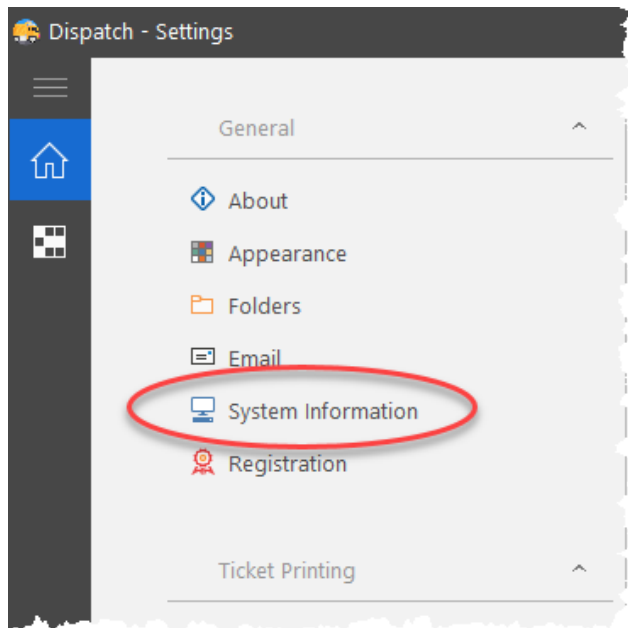 Dispatch - Settings
General
About
Appearance
Folders
Email
System Information
Registration
Ticket Printing